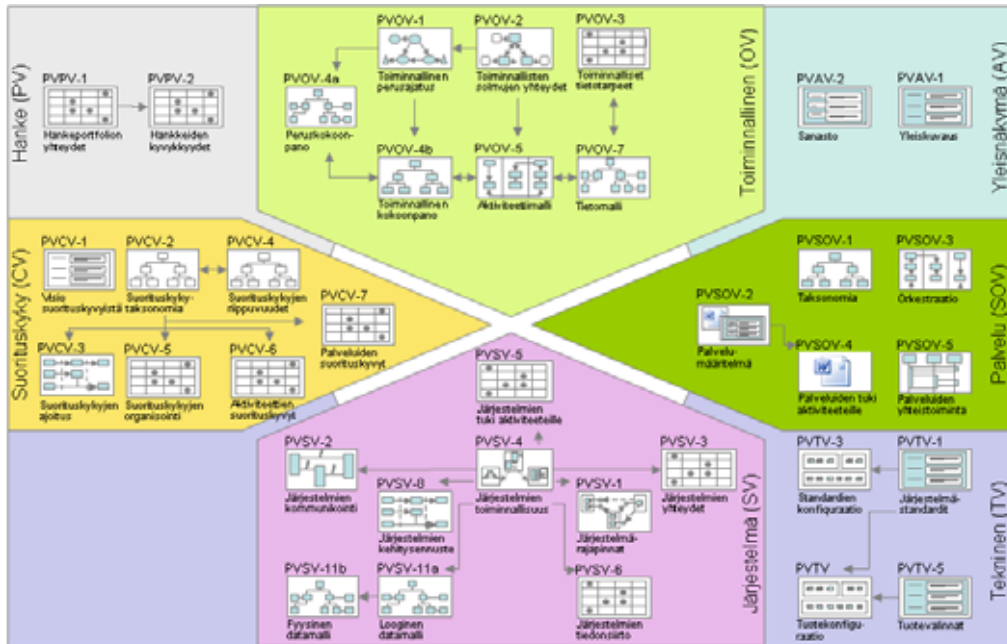 Hanke (PV)
PVPV-1
Hankeportfolion
yhteydet
PVPV-2
Hankkeiden
kyvykkyydet
Toiminnallinen (OV)
PVOV-1
Toiminnallinen
perusajatus
PVOV-2
Toiminnallisten
solmujen yhteydet
PVOV-3
Toiminnalliset
tietotarpeet
PVOV-4a
Peruskokoon-
pano
PVOV-4b
Toiminnallinen
kokoonpano
PVOV-5
Aktiviteettimalli
PVOV-7
Tietomalli
Yleisnäkymä (AV)
PVAV-2
Sanasto
PVAV-1
Yleiskuvaus
Suorituskyky (CV)
PVCV-1
Visio
suorituskyvyistä
PVCV-2
Suorituskyky-
taksonomia
PVCV-4
Suorituskykyjen
riippuvuudet
PVCV-7
Palveluiden
suorituskyvyt
PVCV-3
Suorituskykyjen
ajoitus
PVCV-5
Suorituskykyjen
organisointi
PVCV-6
Aktiviteettien
suorituskyvyt
Palvelu (SOV)
PVSOV-1
Taksonomia
PVSOV-3
Orkestraatio
PVSOV-2
Palvelu-
määritelmä
PVSOV-4
Palveluiden tuki
aktiviteeteille
PVSOV-5
Palveluiden
yhteistoiminta
Järjestelmä (SV)
PVSV-5
Järjestelmien
tuki aktiviteeteille
PVSV-2
Järjestelmien
kommunikointi
PVSV-4
Järjestelmien
toiminnallisuus
PVSV-3
Järjestelmien
yhteydet
PVSV-8
Järjestelmien
kehitysennuste
PVSV-1
Järjestelmä-
rajapinnat
PVSV-11b
Fyysinen
datamalli
PVSV-11a
Looginen
datamalli
PVSV-6
Järjestelmien
tiedonsiirto
Tekninen (TV)
PVTV-3
Standardien
konfiguraatio
PVTV-1
Järjestelmä-
standardit
PVTV
Tuotekonfigu-
raatio
PVTV-5
Tuotevalinnat